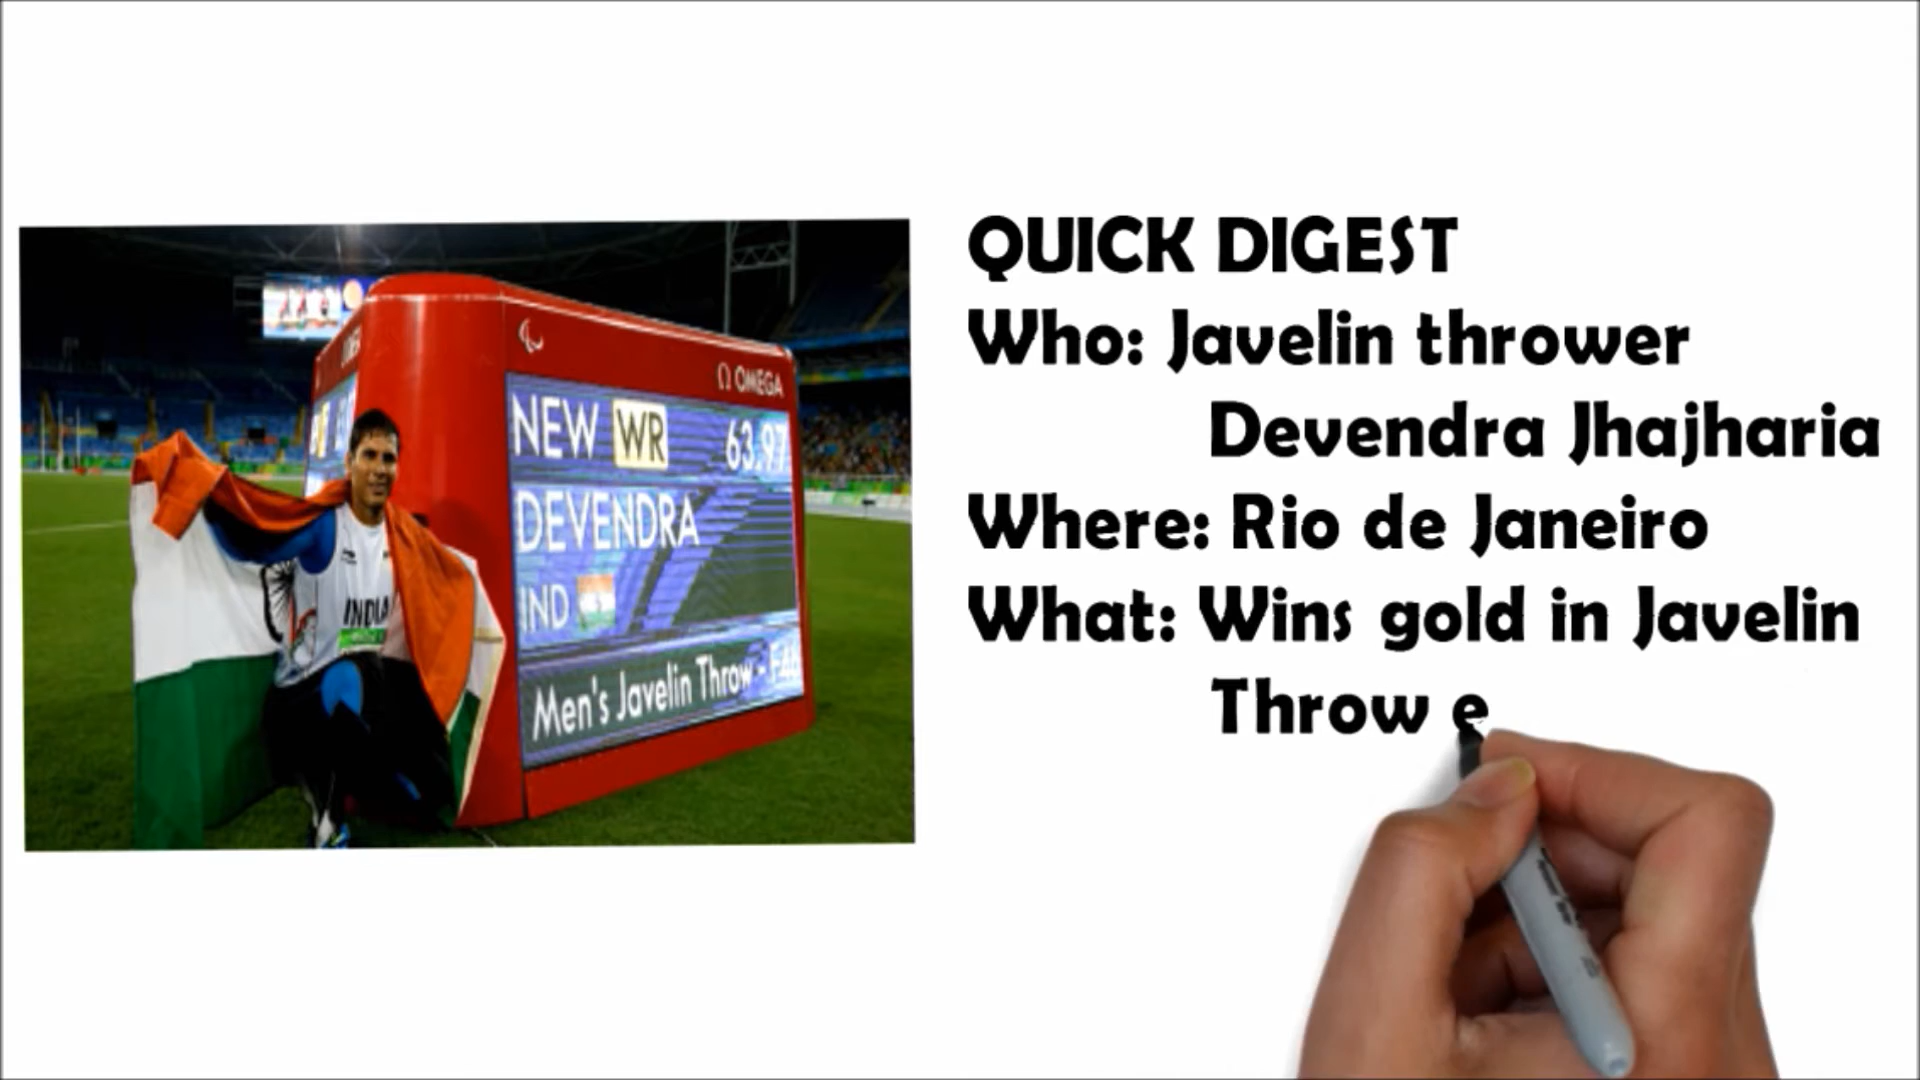 QUICK DIGEST
Who: Javelin thrower
Devendra Jhajharia
Where: Rio de Janeiro
What: Wins gold in Javelin
Throw e
Ω OMEGA
NEW WR 63.97
DEVENDRA
IND
Men's Javelin Throw - F46
INDIA